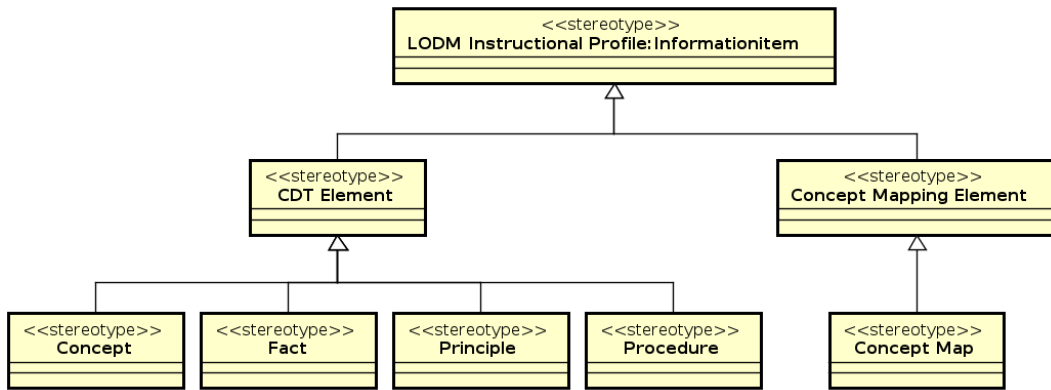 <<stereotype>>
LODM Instructional Profile:Informationitem
<<stereotype>>
CDT Element
<<stereotype>>
Concept Mapping Element
<<stereotype>>
Concept
<<stereotype>>
Fact
<<stereotype>>
Principle
<<stereotype>>
Procedure
<<stereotype>>
Concept Map